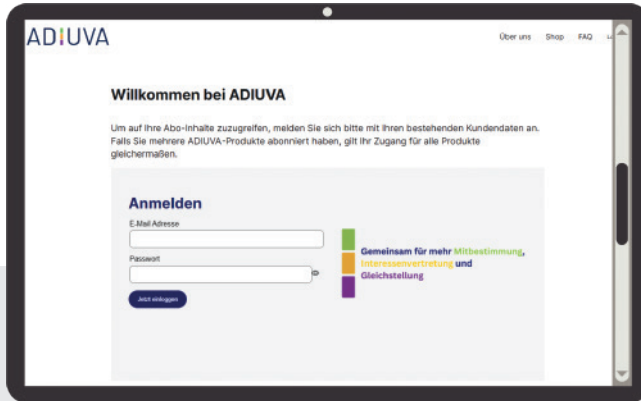 ADIUVA
Über uns Shop FAQ
Willkommen bei ADIUVA
Um auf Ihre Abo-Inhalte zuzugreifen, melden Sie sich bitte mit Ihren bestehenden Kundendaten an.
Falls Sie mehrere ADIUVA-Produkte abonniert haben, gilt Ihr Zugang für alle Produkte
gleichermaßen.
Anmelden
E-Mail Adresse
Passwort
Jetzt einloggen
Gemeinsam für mehr Mitbestimmung,
Interessenvertretung und
Gleichstellung